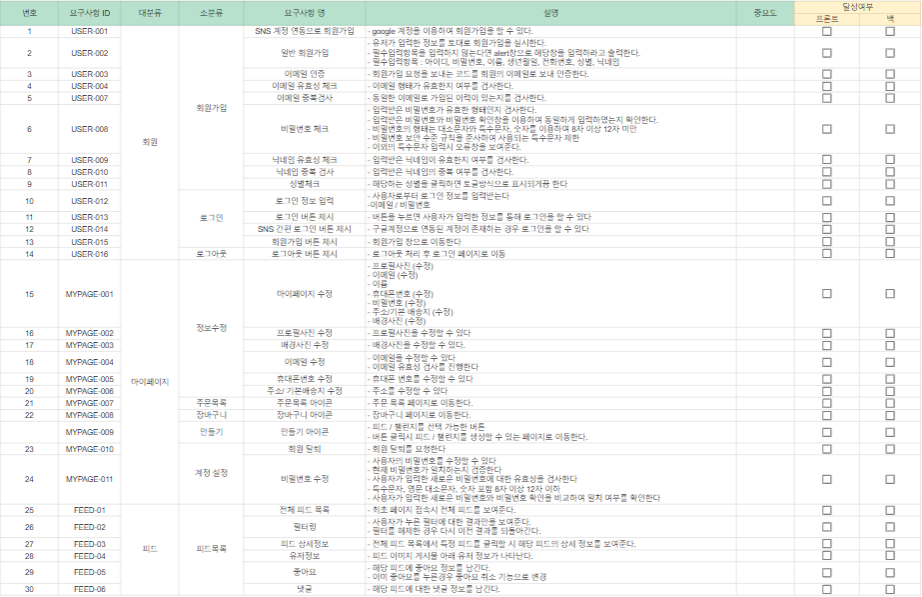 번호 요구사항 ID 대분류 소분류 요구사항 명 설명 중요도 달성여부
프론트 백
1 USER-001 SNS 계정 연동으로 회원가입 - google 계정을 이용하여 회원가입을 할 수 있다.
2 USER-002 일반 회원가입 - 유저가 입력한 정보를 토대로 회원가입을 실시한다.
- 필수입력항목을 입력하지 않는다면 alert창으로 해당창을 입력하라고 출력한다.
- 필수입력항목 : 아이디, 비밀번호, 이름, 생년월일, 전화번호, 성별, 닉네임
3 USER-003 이메일 인증 - 회원가입 요청을 보내는 코드를 회원의 이메일로 보내 인증한다.
4 USER-004 이메일 유효성 체크 - 이메일 형태가 유효한지 여부를 검사한다.
5 USER-007 이메일 중복검사 - 동일한 이메일로 가입된 이력이 있는지를 검사한다.
회원가입
6 USER-008 비밀번호 체크 - 입력받은 비밀번호가 유효한 형태인지 검사한다.
- 입력받은 비밀번호와 비밀번호 확인창을 이용하여 동일하게 입력하였는지 확인한다.
- 비밀번호의 형태는 대소문자와 특수문자, 숫자를 이용하여 8자 이상 12자 미만
- 비밀번호 보안 수준 규칙을 준사하여 사용되는 특수문자 제한
- 이외의 특수문자 입력시 오류창을 보여준다.
회원
7 USER-009 닉네임 유효성 체크 - 입력받은 닉네임이 유효한지 여부를 검사한다.
8 USER-010 닉네임 중복 검사 - 입력받은 닉네임의 중복 여부를 검사한다.
9 USER-011 성별체크 - 해당하는 성별을 클릭하면 토글방식으로 표시되게끔 한다
10 USER-012 로그인 정보 입력 - 사용자로부터 로그인 정보를 입력받는다
-이메일 / 비밀번호
11 USER-013 로그인 로그인 버튼 제시 - 버튼을 누르면 사용자가 입력한 정보를 통해 로그인을 할 수 있다
12 USER-014 SNS 간편 로그인 버튼 제시 - 구글계정으로 연동된 계정이 존재하는 경우 로그인을 할 수 있다
13 USER-015 회원가입 버튼 제시 - 회원가입 창으로 이동한다
14 USER-016 로그아웃 로그아웃 버튼 제시 - 로그아웃 처리 후 로그인 페이지로 이동
15 MYPAGE-001 마이페이지 수정 - 프로필사진 (수정)
- 이메일 (수정)
- 이름
- 휴대폰번호 (수정)
- 비밀번호 (수정)
- 주소/기본 배송지 (수정)
- 배경사진 (수정)
정보수정
16 MYPAGE-002 프로필사진 수정 - 프로필사진을 수정할 수 있다
17 MYPAGE-003 배경사진 수정 - 배경사진을 수정할 수 있다.
18 MYPAGE-004 이메일 수정 - 이메일을 수정할 수 있다
- 이메일 유효성 검사를 진행한다
마이페이지
19 MYPAGE-005 휴대폰번호 수정 - 휴대폰 번호를 수정할 수 있다
20 MYPAGE-006 주소/ 기본배송지 수정 - 주소를 수정할 수 있다
21 MYPAGE-007 주문목록 주문목록 아이콘 - 주문 목록 페이지로 이동한다.
22 MYPAGE-008 장바구니 장바구니 아이콘 - 장바구니 페이지로 이동한다.
MYPAGE-009 만들기 만들기 아이콘 - 피드 / 챌린지를 선택 가능한 버튼
- 버튼 클릭시 피드 / 챌린지를 생성할 수 있는 페이지로 이동한다.
23 MYPAGE-010 회원 탈퇴 - 회원 탈퇴를 요청한다
계정 설정
24 MYPAGE-011 비밀번호 수정 - 사용자의 비밀번호를 수정할 수 있다
- 현재 비밀번호가 일치하는지 검증한다
- 사용자가 입력한 새로운 비밀번호에 대한 유효성을 검사한다
- 특수문자, 영문 대소문자, 숫자 포함 8자 이상 12자 이하
- 사용자가 입력한 새로운 비밀번호와 비밀번호 확인을 비교하여 일치 여부를 확인한다
25 FEED-01 전체 피드 목록 - 최초 페이지 접속시 전체 피드를 보여준다.
26 FEED-02 필터링 - 사용자가 누른 필터에 대한 결과만을 보여준다.
- 필터를 해제한 경우 다시 이전 결과를 되돌아간다.
27 FEED-03 피드 상세정보 - 전체 피드 목록에서 특정 피드를 클릭할 시 해당 피드의 상세 정보를 보여준다.
피드 피드목록
28 FEED-04 유저정보 - 피드 이미지 게시물 아래 유저 정보가 나타난다.
29 FEED-05 좋아요 - 해당 피드에 좋아요 정보를 남긴다.
- 이미 좋아요를 누른경우 좋아요 취소 기능으로 변경
30 FEED-06 댓글 - 해당 피드에 대한 댓글 정보를 남긴다.